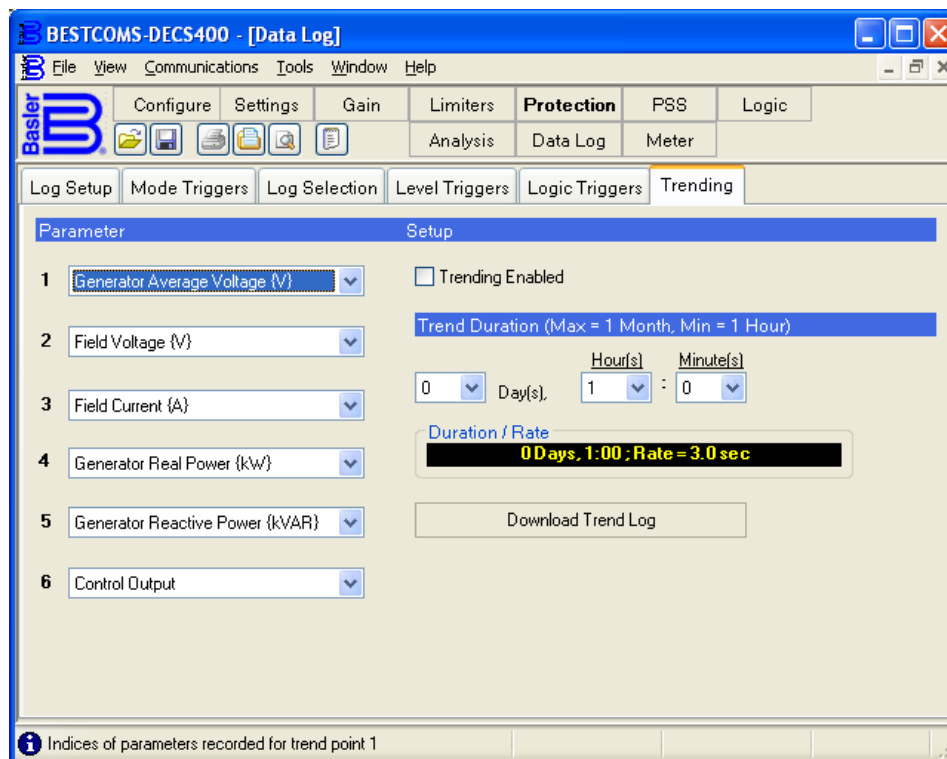 BESTCOMS-DECS400 - [Data Log]
File View Communications Tools Window Help
Basler
Configure Settings Gain Limiters Protection PSS Logic
Analysis Data Log Meter
Log Setup Mode Triggers Log Selection Level Triggers Logic Triggers Trending
Parameter Setup
1 Generator Average Voltage {V} Trending Enabled
Trend Duration (Max = 1 Month, Min = 1 Hour)
2 Field Voltage {V}
Hour(s) Minute(s)
0 Day(s), 1 : 0
3 Field Current {A}
Duration / Rate
0 Days, 1:00 ; Rate = 3.0 sec
4 Generator Real Power {kW}
5 Generator Reactive Power {kVAR} Download Trend Log
6 Control Output
Indices of parameters recorded for trend point 1